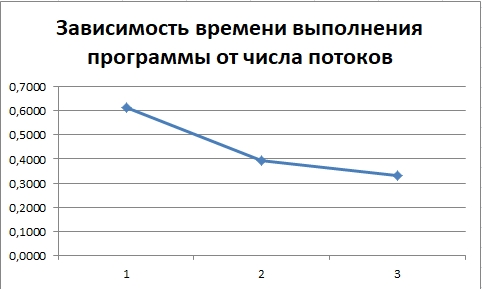 Зависимость времени выполнения
программы от числа потоков
0,7000
0,6000
0,5000
0,4000
0,3000
0,2000
0,1000
0,0000
1 2 3